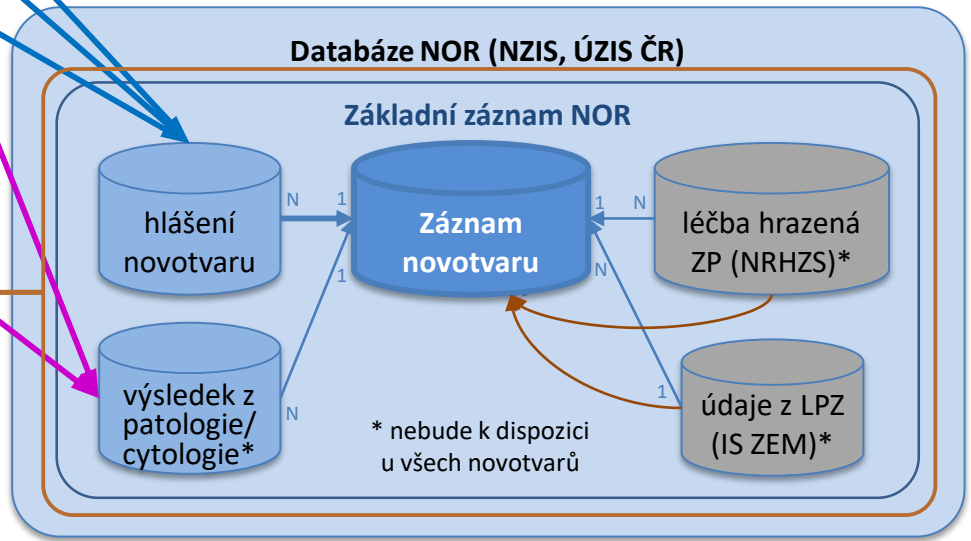 Databáze NOR (NZIS, ÚZIS ČR)
Základní záznam NOR
hlášení
novotvaru
N
1
Záznam
novotvaru
1
N
léčba hrazená
ZP (NRHZS)*
1
N
výsledek z
patologie/
cytologie*
N
* nebude k dispozici
u všech novotvarů
1
údaje z LPZ
(IS ZEM)*